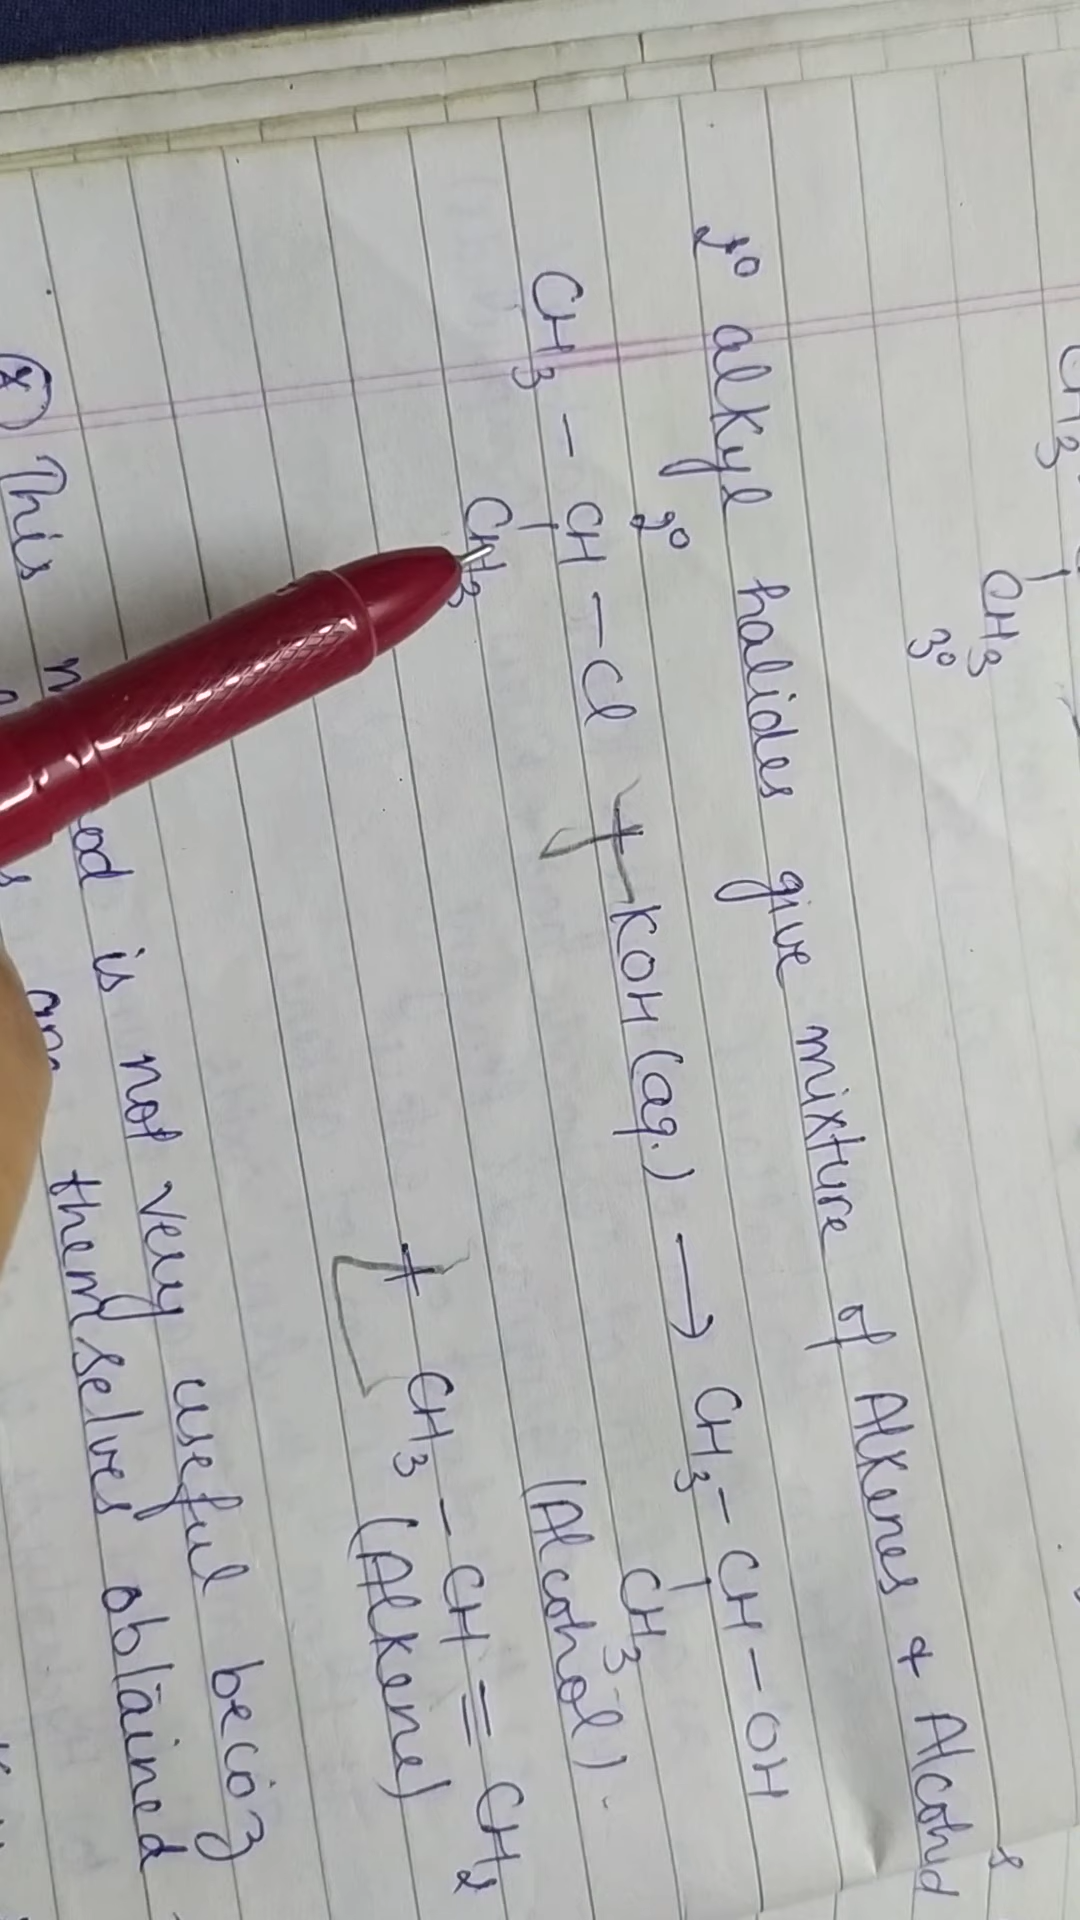 CH3
CH3
3°
2° alkyl halides give mixture of Alkenes & Alcohols
2°
CH3 - CH - Cl + KOH (aq.) → CH3 - CH - OH
CH3
CH3
(Alcohol).
+ CH3 - CH = CH2
(Alkene)
This is not very useful becoz
themselves obtained